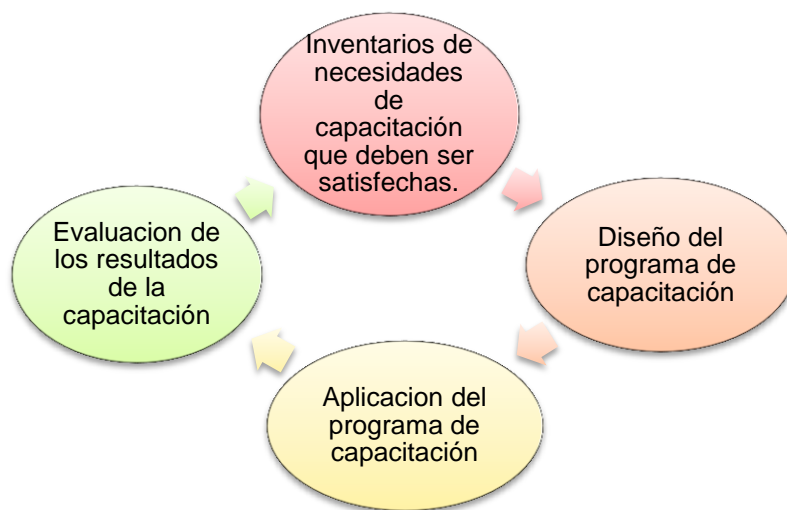 Inventarios de
necesidades
de
capacitación
que deben ser
satisfechas.
Diseño del
programa de
capacitación
Aplicacion del
programa de
capacitación
Evaluacion de
los resultados
de la
capacitación